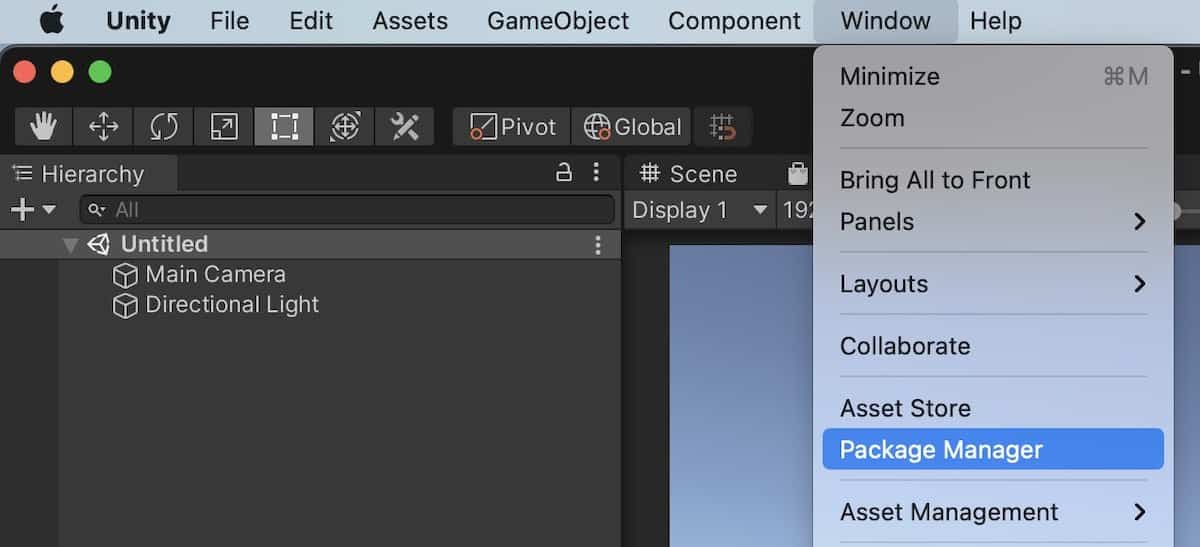 Unity File Edit Assets GameObject Component Window Help
Minimize ⌘M
Zoom
Pivot Global
Hierarchy
Scene
Bring All to Front
All
Display 1
192
Panels
Untitled
Main Camera
Layouts
Directional Light
Collaborate
Asset Store
Package Manager
Asset Management